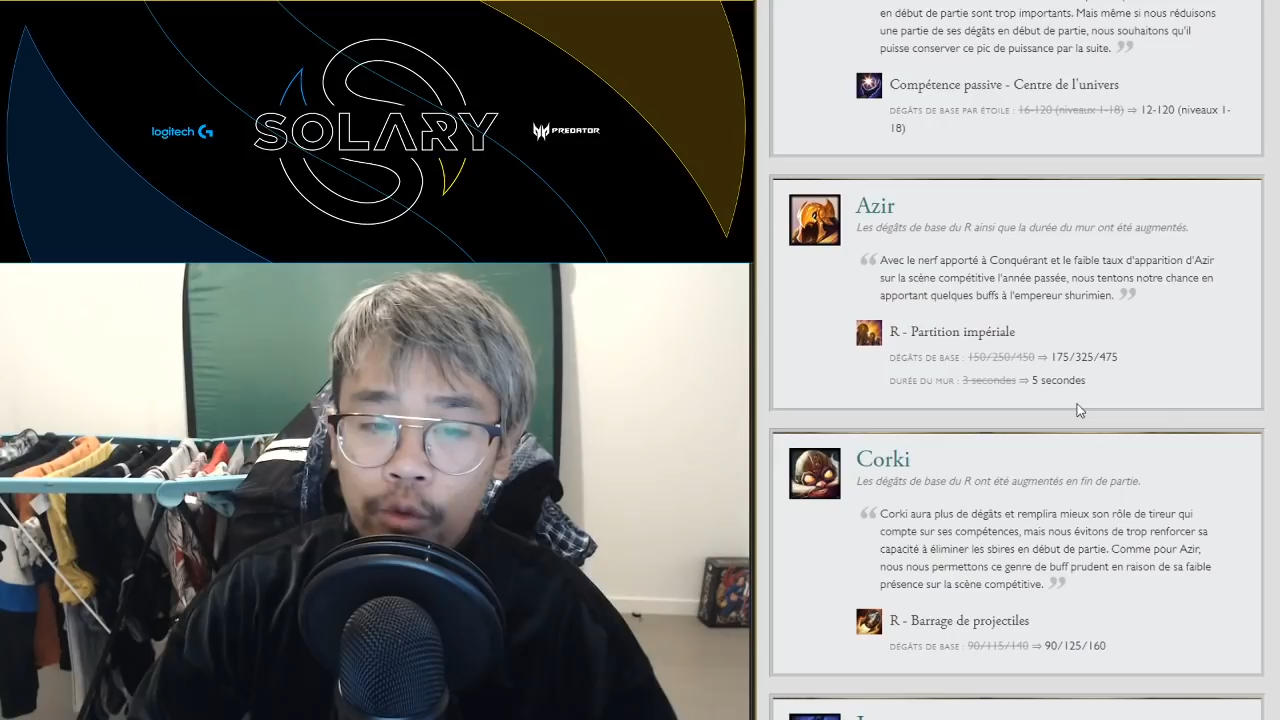 logitech G
SOLARY
PREDATOR
en début de partie sont trop importants. Mais même si nous réduisons
une partie de ses dégâts en début de partie, nous souhaitons qu'il
puisse conserver ce pic de puissance par la suite.
Compétence passive - Centre de l'univers
DÉGÂTS DE BASE PAR ÉTOILE : 16-120 (niveaux 1-18) ⇒ 12-120 (niveaux 1-
18)
Azir
Les dégâts de base du R ainsi que la durée du mur ont été augmentés.
Avec le nerf apporté à Conquérant et le faible taux d'apparition d'Azir
sur la scène compétitive l'année passée, nous tentons notre chance en
apportant quelques buffs à l'empereur shurimien.
R - Partition impériale
DÉGÂTS DE BASE : 150/250/450 ⇒ 175/325/475
DURÉE DU MUR : 3 secondes ⇒ 5 secondes
Corki
Les dégâts de base du R ont été augmentés en fin de partie.
Corki aura plus de dégâts et remplira mieux son rôle de tireur qui
compte sur ses compétences, mais nous évitons de trop renforcer sa
capacité à éliminer les sbires en début de partie. Comme pour Azir,
nous nous permettons ce genre de buff prudent en raison de sa faible
présence sur la scène compétitive.
R - Barrage de projectiles
DÉGÂTS DE BASE : 90/115/140 ⇒ 90/125/160